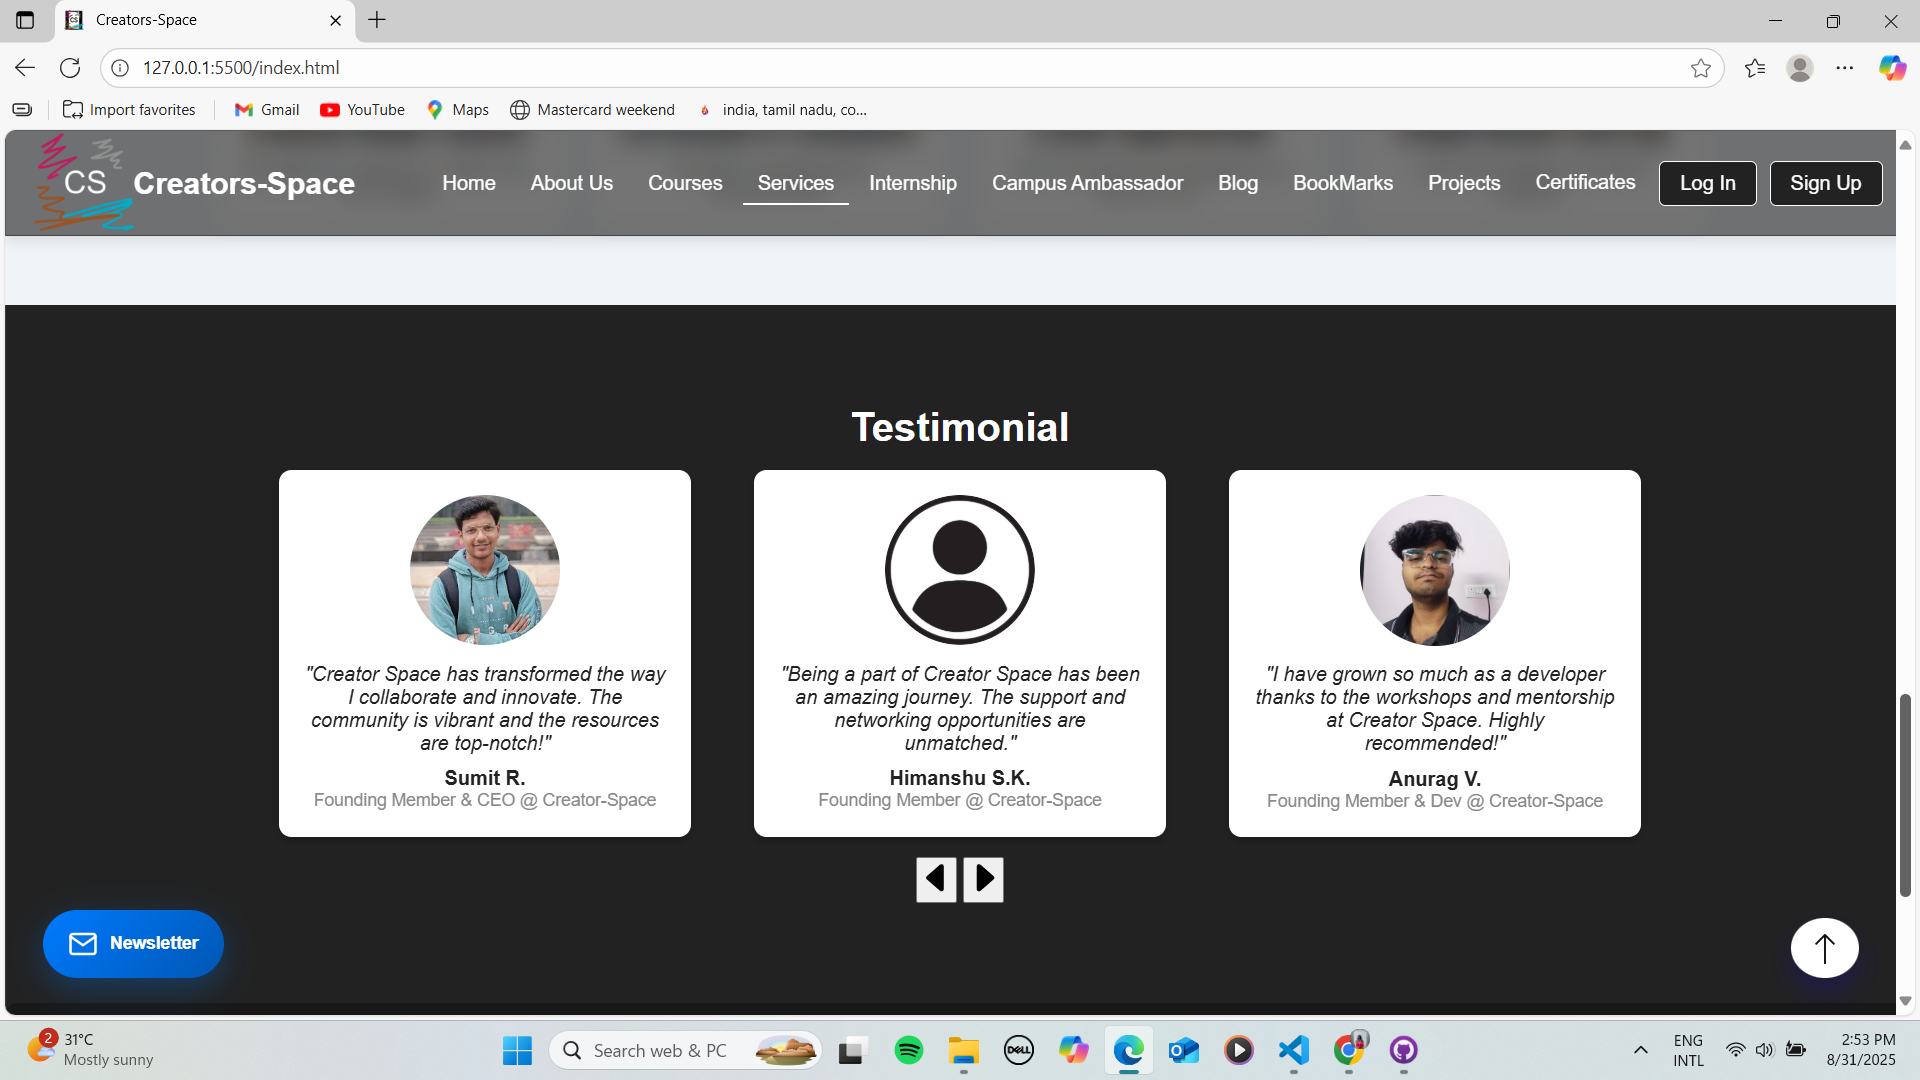 Creators-Space
127.0.0.1:5500/index.html
Import favorites
Gmail
YouTube
Maps
Mastercard weekend
india, tamil nadu, co...
CS
Creators-Space
Home
About Us
Courses
Services
Internship
Campus Ambassador
Blog
BookMarks
Projects
Certificates
Log In
Sign Up
Testimonial
"Creator Space has transformed the way
I collaborate and innovate. The
community is vibrant and the resources
are top-notch!"
Sumit R.
Founding Member & CEO @ Creator-Space
"Being a part of Creator Space has been
an amazing journey. The support and
networking opportunities are
unmatched."
Himanshu S.K.
Founding Member @ Creator-Space
"I have grown so much as a developer
thanks to the workshops and mentorship
at Creator Space. Highly
recommended!"
Anurag V.
Founding Member & Dev @ Creator-Space
Newsletter
2
31°C
Mostly sunny
Search web & PC
DELL
ENG
INTL
2:53 PM
8/31/2025